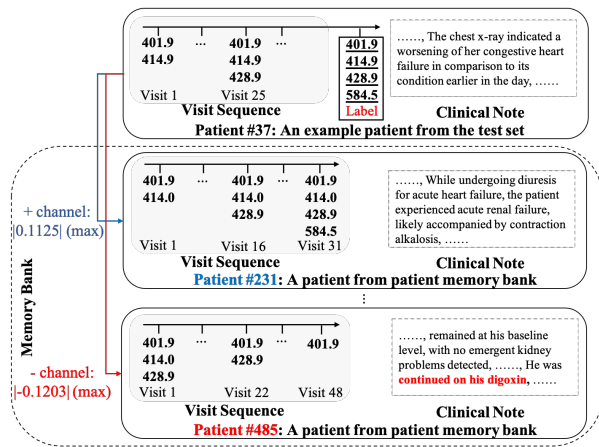 401.9 ... 401.9 401.9
414.9 414.9 414.9
428.9 428.9
584.5
Visit 1 Visit 25 Label
Visit Sequence
……, The chest x-ray indicated a
worsening of her congestive heart
failure in comparison to its
condition earlier in the day, ……
Clinical Note
Patient #37: An example patient from the test set
Memory Bank
+ channel:
|0.1125| (max)
401.9 ... 401.9 401.9
414.0 414.0 414.0
428.9 428.9
584.5
Visit 1 Visit 16 Visit 31
Visit Sequence
……, While undergoing diuresis
for acute heart failure, the patient
experienced acute renal failure,
likely accompanied by contraction
alkalosis, ……
Clinical Note
Patient #231: A patient from patient memory bank
⋮
- channel:
|-0.1203| (max)
401.9 ... 401.9 ... 401.9
414.0 428.9
428.9
Visit 1 Visit 22 Visit 48
Visit Sequence
……, remained at his baseline
level, with no emergent kidney
problems detected, ……, He was
continued on his digoxin, ……
Clinical Note
Patient #485: A patient from patient memory bank